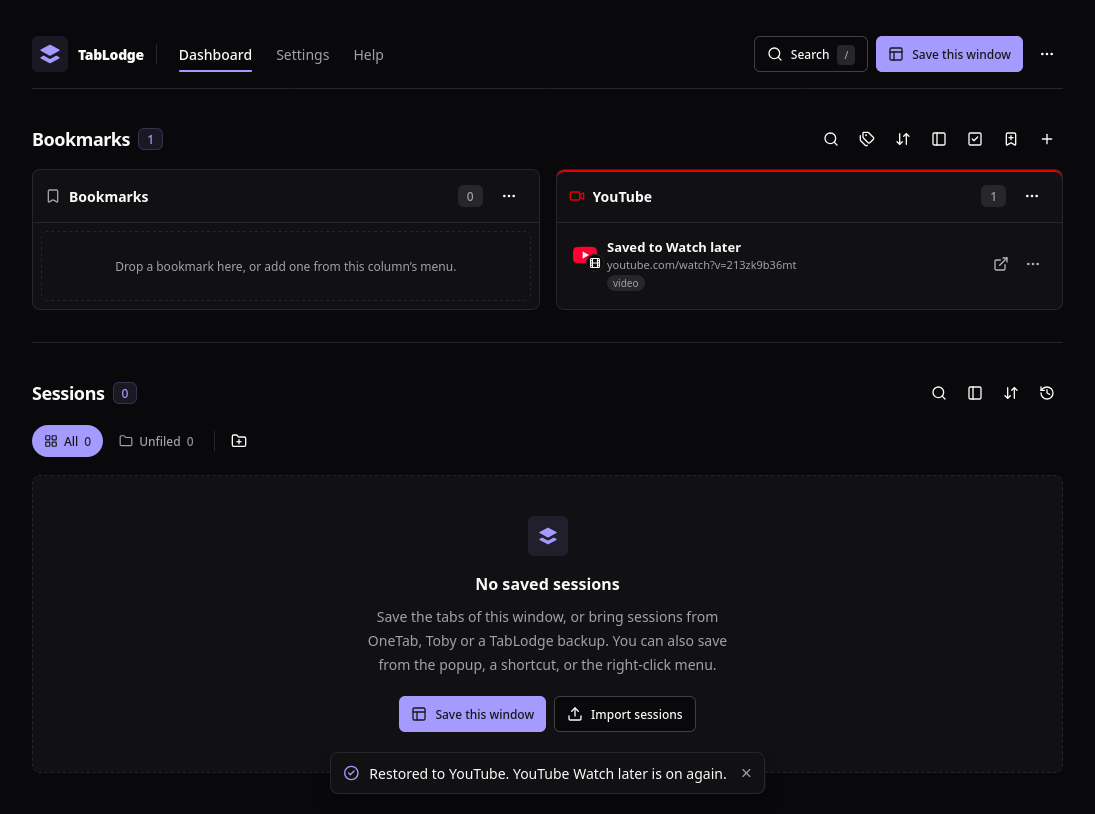 TabLodge
Dashboard
Settings
Help
Search /
Save this window
Bookmarks 1
Bookmarks 0
Drop a bookmark here, or add one from this column's menu.
YouTube 1
Saved to Watch later
youtube.com/watch?v=213zk9b36mt
video
Sessions 0
All 0
Unfiled 0
No saved sessions
Save the tabs of this window, or bring sessions from
OneTab, Toby or a TabLodge backup. You can also save
from the popup, a shortcut, or the right-click menu.
Save this window
Import sessions
Restored to YouTube. YouTube Watch later is on again.